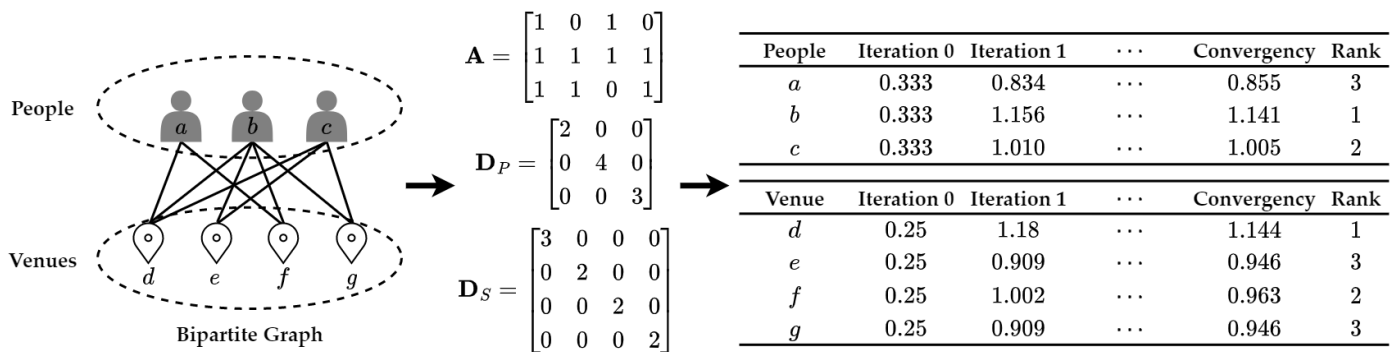 People
a b c
Venues
d e f g
Bipartite Graph
A = [1 0 1 0
1 1 1 1
1 1 0 1]
D_P = [2 0 0
0 4 0
0 0 3]
D_S = [3 0 0 0
0 2 0 0
0 0 2 0
0 0 0 2]
People Iteration 0 Iteration 1 ⋯ Convergency Rank
a 0.333 0.834 ⋯ 0.855 3
b 0.333 1.156 ⋯ 1.141 1
c 0.333 1.010 ⋯ 1.005 2
Venue Iteration 0 Iteration 1 ⋯ Convergency Rank
d 0.25 1.18 ⋯ 1.144 1
e 0.25 0.909 ⋯ 0.946 3
f 0.25 1.002 ⋯ 0.963 2
g 0.25 0.909 ⋯ 0.946 3